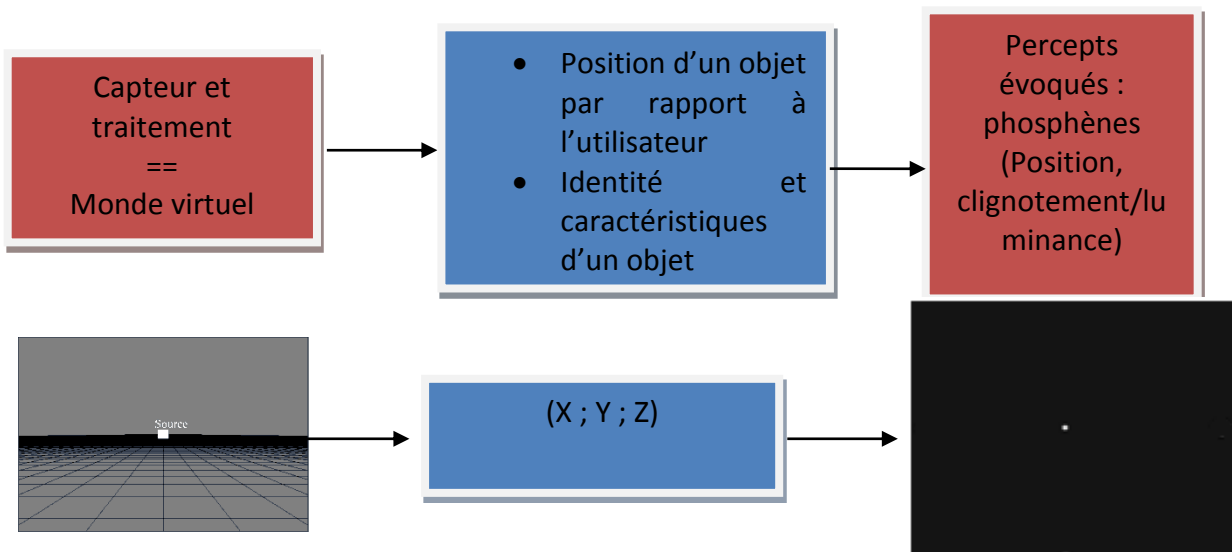 Capteur et
traitement
==
Monde virtuel
• Position d’un objet
par rapport à
l’utilisateur
• Identité et
caractéristiques
d’un objet
Percepts
évoqués :
phosphènes
(Position,
clignotement/lu
minance)
Source
(X ; Y ; Z)